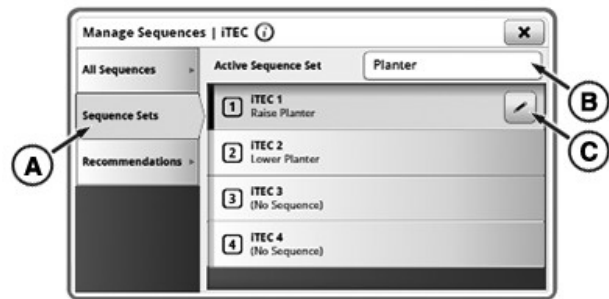 Manage Sequences | iTEC i
All Sequences
Active Sequence Set
Planter
B
Sequence Sets
1 iTEC 1
Raise Planter
C
A
2 iTEC 2
Lower Planter
Recommendations
3 iTEC 3
(No Sequence)
4 iTEC 4
(No Sequence)